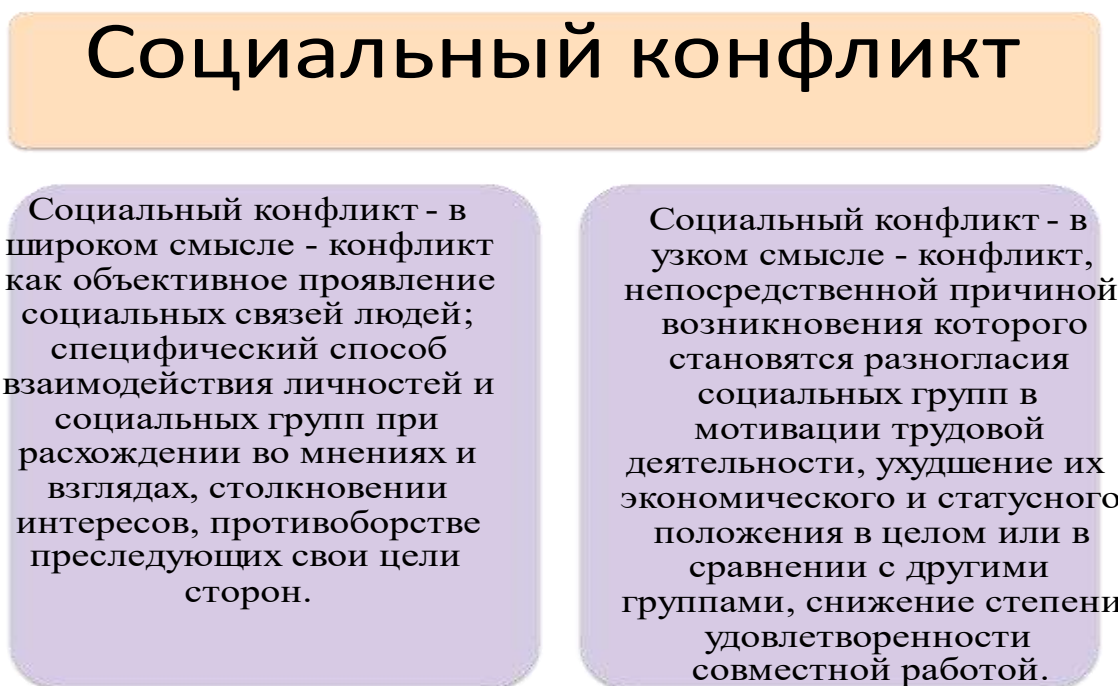 Социальный конфликт
Социальный конфликт - в
широком смысле - конфликт
как объективное проявление
социальных связей людей;
специфический способ
взаимодействия личностей и
социальных групп при
расхождении во мнениях и
взглядах, столкновении
интересов, противоборстве
преследующих свои цели
сторон.
Социальный конфликт - в
узком смысле - конфликт,
непосредственной причиной
возникновения которого
становятся разногласия
социальных групп в
мотивации трудовой
деятельности, ухудшение их
экономического и статусного
положения в целом или в
сравнении с другими
группами, снижение степени
удовлетворенности
совместной работой.